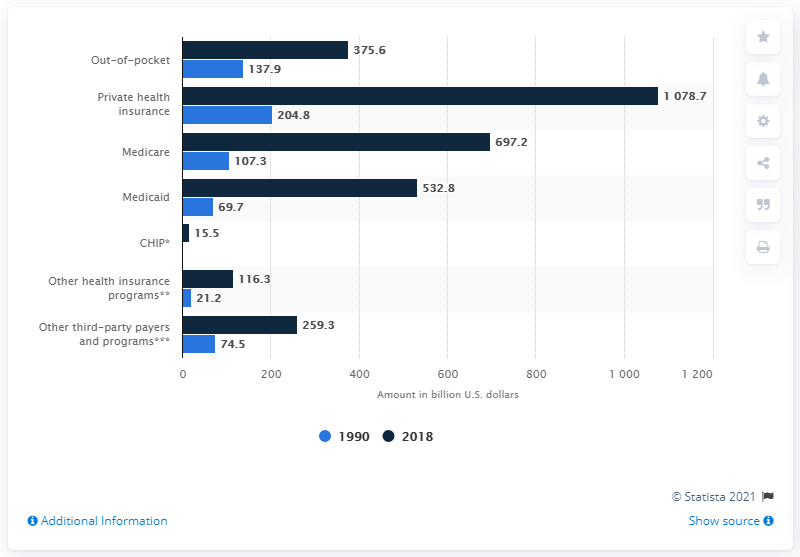 Out-of-pocket
375.6
137.9
Private health
insurance
1 078.7
204.8
Medicare
697.2
107.3
Medicaid
532.8
69.7
CHIP*
15.5
Other health insurance
programs**
116.3
21.2
Other third-party payers
and programs***
259.3
74.5
0 200 400 600 800 1 000 1 200
Amount in billion U.S. dollars
1990 2018
© Statista 2021
Additional Information Show source